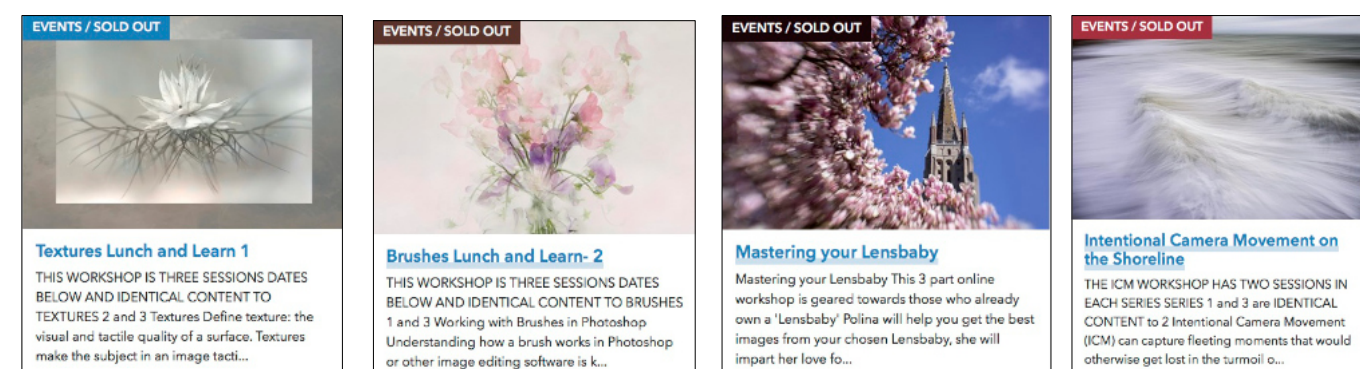 EVENTS / SOLD OUT
Textures Lunch and Learn 1
THIS WORKSHOP IS THREE SESSIONS DATES
BELOW AND IDENTICAL CONTENT TO
TEXTURES 2 and 3 Textures Define texture: the
visual and tactile quality of a surface. Textures
make the subject in an image tacti...
EVENTS / SOLD OUT
Brushes Lunch and Learn- 2
THIS WORKSHOP IS THREE SESSIONS DATES
BELOW AND IDENTICAL CONTENT TO BRUSHES
1 and 3 Working with Brushes in Photoshop
Understanding how a brush works in Photoshop
or other image editing software is k...
EVENTS / SOLD OUT
Mastering your Lensbaby
Mastering your Lensbaby This 3 part online
workshop is geared towards those who already
own a 'Lensbaby' Polina will help you get the best
images from your chosen Lensbaby, she will
impart her love fo...
EVENTS / SOLD OUT
Intentional Camera Movement on
the Shoreline
THE ICM WORKSHOP HAS TWO SESSIONS IN
EACH SERIES SERIES 1 and 3 are IDENTICAL
CONTENT to 2 Intentional Camera Movement
(ICM) can capture fleeting moments that would
otherwise get lost in the turmoil o...